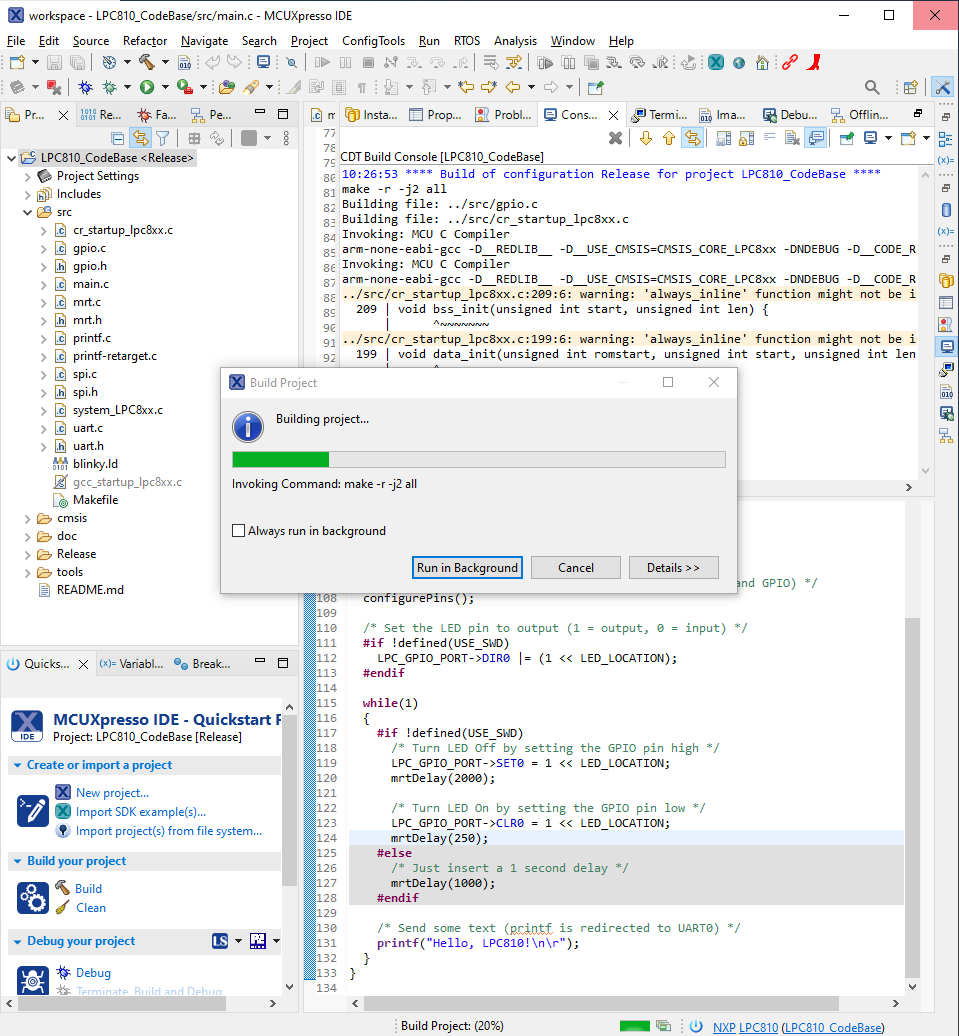 workspace - LPC810_CodeBase/src/main.c - MCUXpresso IDE
File Edit Source Refactor Navigate Search Project ConfigTools Run RTOS Analysis Window Help
Pr... Re... Fa... Pe...
LPC810_CodeBase <Release>
Project Settings
Includes
src
cr_startup_lpc8xx.c
gpio.c
gpio.h
main.c
mrt.c
mrt.h
printf.c
printf-retarget.c
spi.c
spi.h
system_LPC8xx.c
uart.c
uart.h
blinky.ld
gcc_startup_lpc8xx.c
Makefile
cmsis
doc
Release
tools
README.md
m Insta... Prop... Probl... Cons... Termi... Ima... Debu... Offlin...
CDT Build Console [LPC810_CodeBase]
10:26:53 **** Build of configuration Release for project LPC810_CodeBase ****
make -r -j2 all
Building file: ../src/gpio.c
Building file: ../src/cr_startup_lpc8xx.c
Invoking: MCU C Compiler
arm-none-eabi-gcc -D__REDLIB__ -D__USE_CMSIS=CMSIS_CORE_LPC8xx -DNDEBUG -D__CODE_R
Invoking: MCU C Compiler
arm-none-eabi-gcc -D__REDLIB__ -D__USE_CMSIS=CMSIS_CORE_LPC8xx -DNDEBUG -D__CODE_R
../src/cr_startup_lpc8xx.c:209:6: warning: 'always_inline' function might not be i
209 | void bss_init(unsigned int start, unsigned int len) {
| ^~~~~~~~
../src/cr_startup_lpc8xx.c:199:6: warning: 'always_inline' function might not be i
199 | void data_init(unsigned int romstart, unsigned int start, unsigned int len
77
78
79
80
81
82
83
84
85
86
87
88
89
90
91
92
Build Project
Building project...
Invoking Command: make -r -j2 all
Always run in background
Run in Background Cancel Details >>
and GPIO) */
108 configurePins();
109
110 /* Set the LED pin to output (1 = output, 0 = input) */
111 #if !defined(USE_SWD)
112 LPC_GPIO_PORT->DIR0 |= (1 << LED_LOCATION);
113 #endif
114
115 while(1)
116 {
117 #if !defined(USE_SWD)
118 /* Turn LED Off by setting the GPIO pin high */
119 LPC_GPIO_PORT->SET0 = 1 << LED_LOCATION;
120 mrtDelay(2000);
121
122 /* Turn LED On by setting the GPIO pin low */
123 LPC_GPIO_PORT->CLR0 = 1 << LED_LOCATION;
124 mrtDelay(250);
125 #else
126 /* Just insert a 1 second delay */
127 mrtDelay(1000);
128 #endif
129
130 /* Send some text (printf is redirected to UART0) */
131 printf("Hello, LPC810!\n\r");
132 }
133 }
134
Quicks... (x)= Variabl... Break...
IDE
MCUXpresso IDE - Quickstart P
Project: LPC810_CodeBase [Release]
Create or import a project
New project...
Import SDK example(s)...
Import project(s) from file system...
Build your project
Build
Clean
Debug your project LS
Debug
Terminate, Build and Debug
Build Project: (20%)
NXP LPC810 (LPC810_CodeBase)